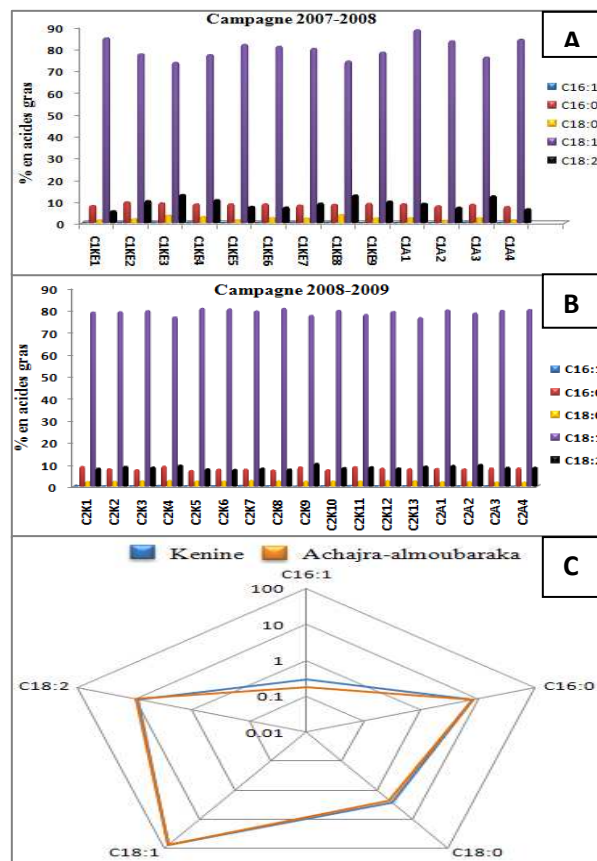 Campagne 2007-2008
A
% en acides gras
90
80
70
60
50
40
30
20
10
0
C16:1
C16:0
C18:0
C18:1
C18:2
C1KE1
C1KE2
C1KE3
C1K64
C1KE5
C1KK6
C1KE7
C1KK8
C1KE9
C1A1
C1A2
C1A3
C1A4
Campagne 2008-2009
B
% en acides gras
90
80
70
60
50
40
30
20
10
0
C16:1
C16:0
C18:0
C18:1
C18:2
C2K1
C2K2
C2K3
C2K4
C2K5
C2K6
C2K7
C2K8
C2K9
C2K10
C2K11
C2K12
C2K13
C2A1
C2A2
C2A3
C2A4
Kenine Achajra-almoubaraka
C
C16:1
100
10
1
0.1
0.01
C18:2
C16:0
C18:1
C18:0